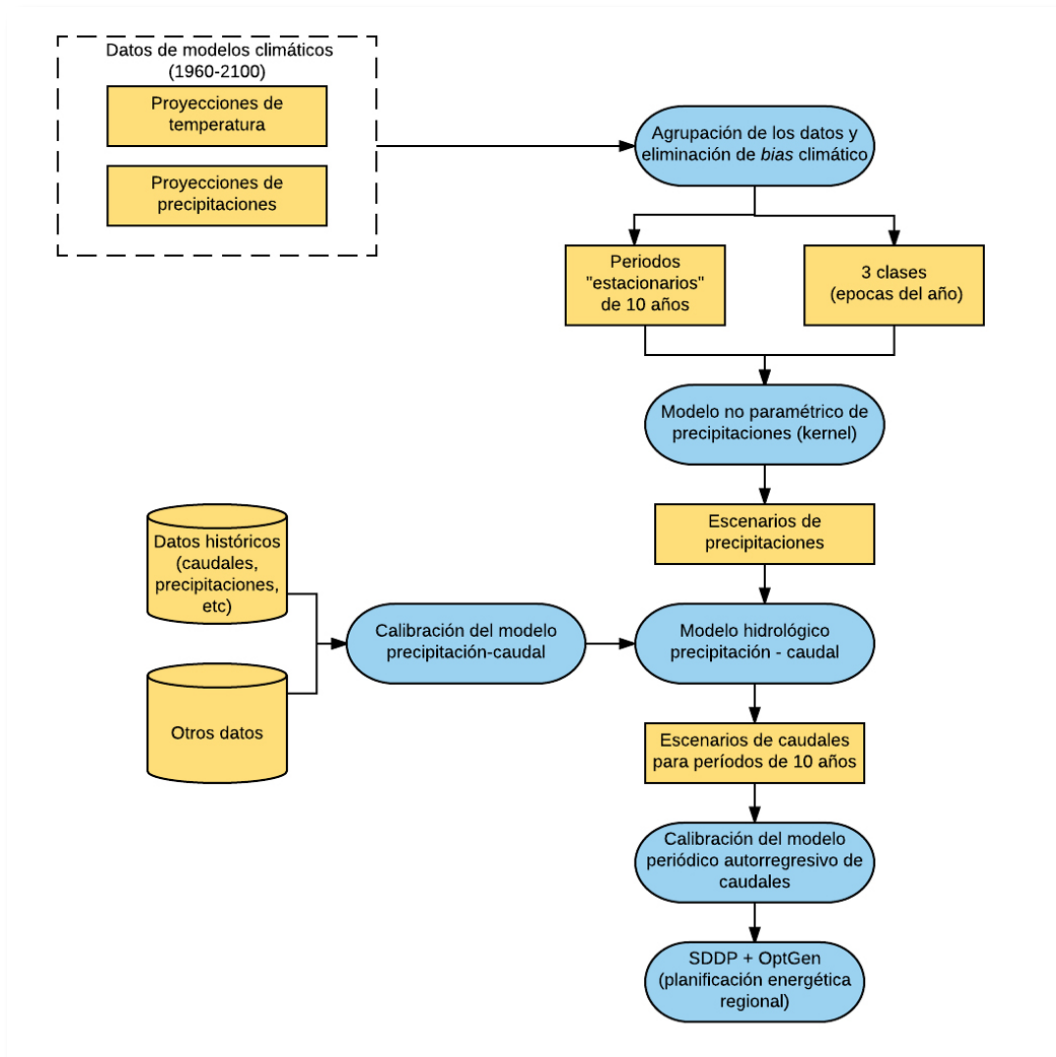 Datos de modelos climáticos
(1960-2100)
Proyecciones de
temperatura
Proyecciones de
precipitaciones
Agrupación de los datos y
eliminación de bias climático
Periodos
"estacionarios"
de 10 años
3 clases
(epocas del año)
Modelo no paramétrico de
precipitaciones (kernel)
Escenarios de
precipitaciones
Datos históricos
(caudales,
precipitaciones,
etc)
Otros datos
Calibración del modelo
precipitación-caudal
Modelo hidrológico
precipitación - caudal
Escenarios de caudales
para períodos de 10 años
Calibración del modelo
periódico autorregresivo de
caudales
SDDP + OptGen
(planificación energética
regional)